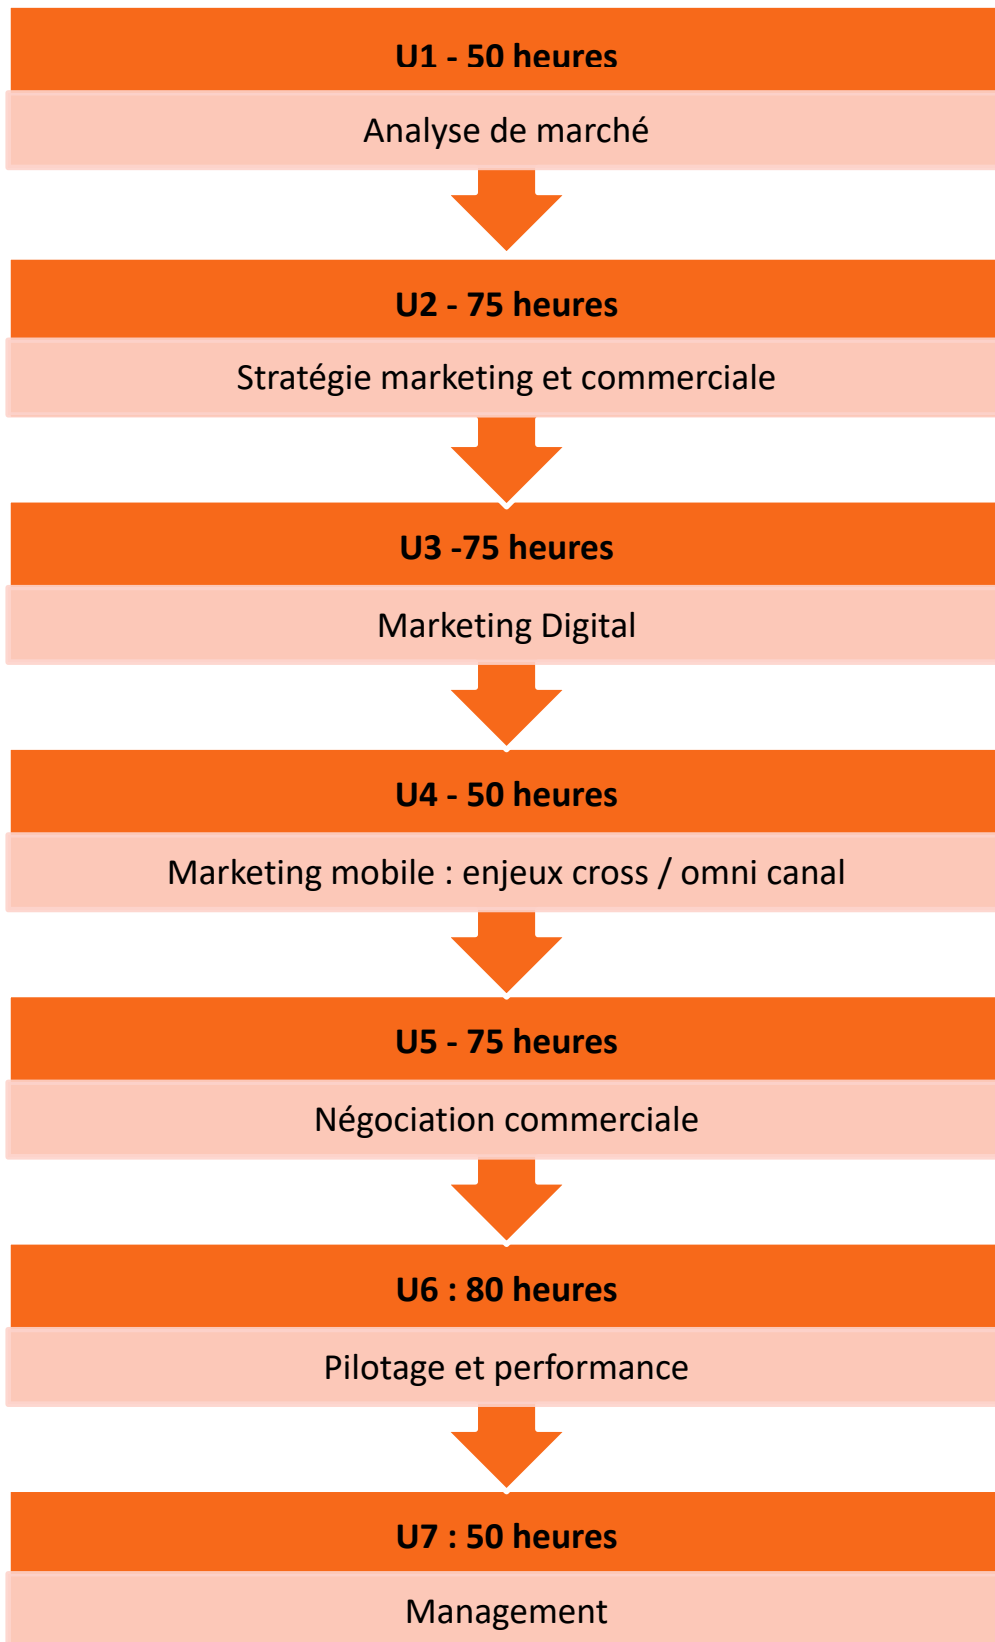 U1 - 50 heures
Analyse de marché
U2 - 75 heures
Stratégie marketing et commerciale
U3 -75 heures
Marketing Digital
U4 - 50 heures
Marketing mobile : enjeux cross / omni canal
U5 - 75 heures
Négociation commerciale
U6 : 80 heures
Pilotage et performance
U7 : 50 heures
Management